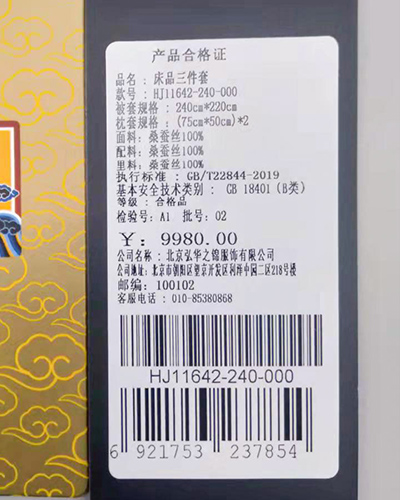 产品合格证
品名：床品三件套
款号：HJ11642-240-000
被套规格：240cm*220cm
枕套规格：(75cm*50cm)*2
面料：桑蚕丝100%
配料：桑蚕丝100%
里料：桑蚕丝100%
执行标准：GB/T22844-2019
基本安全技术类别： GB 18401（B类）
等级：合格品
检验号：A1 批号：02
￥：9980.00
公司名称：北京弘华之锦服饰有限公司
公司地址：北京市朝阳区望京开发区利泽中园二区218号楼
邮编：100102
客服电话：010-85380868
HJ11642-240-000
6 921753 237854